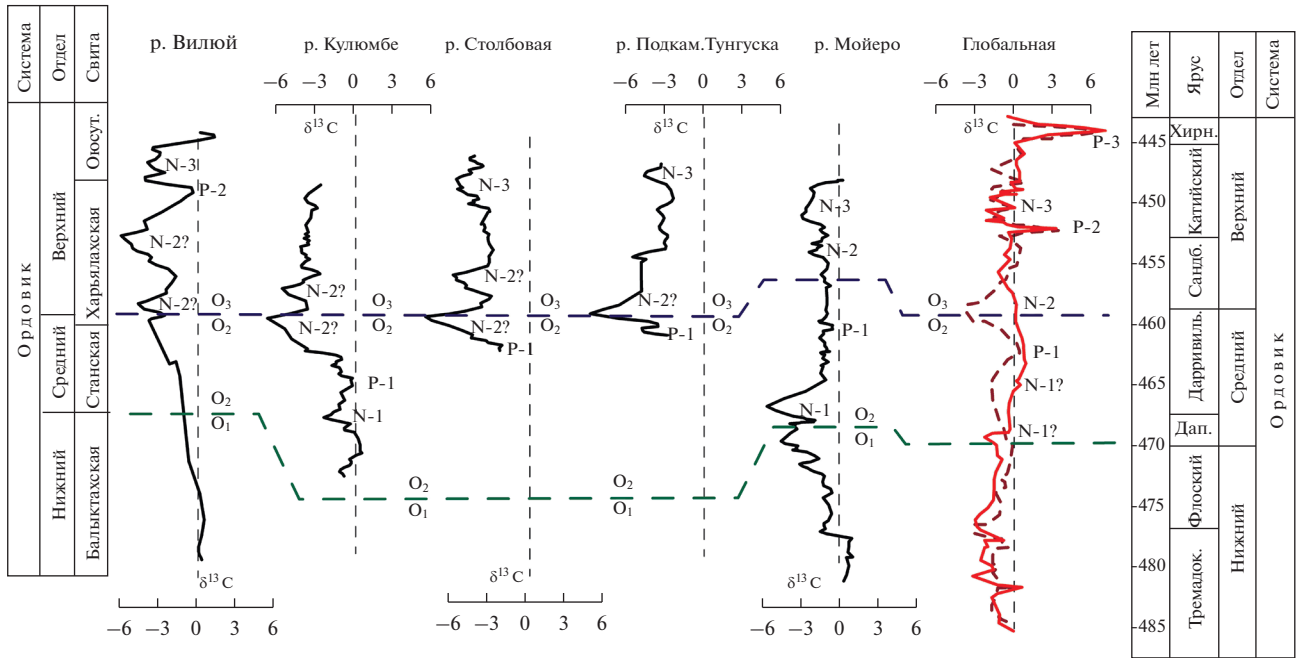 Система
Отдел
Свита
Ордовик
Верхний
Средний
Нижний
Оюсут.
Харьялахская
Станская
Балыктахская
р. Вилюй
N-3
P-2
N-2?
N-2?
O₃
O₂
O₂
O₁
δ¹³C
−6 −3 0 3 6
р. Кулюмбе
−6 −3 0 3 6
δ¹³C
N-2?
N-2?
P-1
N-1
O₃
O₂
O₂
O₁
р. Столбовая
N-3
N-2?
N-2?
P-1
O₃
O₂
O₂
O₁
δ¹³C
−6 −3 0 3 6
р. Подкам.Тунгуска
−6 −3 0 3 6
δ¹³C
N-3
N-2?
P-1
O₃
O₂
O₂
O₁
р. Мойеро
N-3
N-2
P-1
N-1
O₂
O₁
δ¹³C
−6 −3 0 3 6
Глобальная
−6 −3 0 3 6
δ¹³C
P-3
N-3
P-2
N-2
P-1
N-1?
N-1?
O₃
O₂
Млн лет
Ярус
Отдел
Система
-445
-450
-455
-460
-465
-470
-475
-480
-485
Хирн.
Катийский
Сандб.
Дарривиль.
Дап.
Флоский
Тремадок.
Верхний
Средний
Нижний
Ордовик